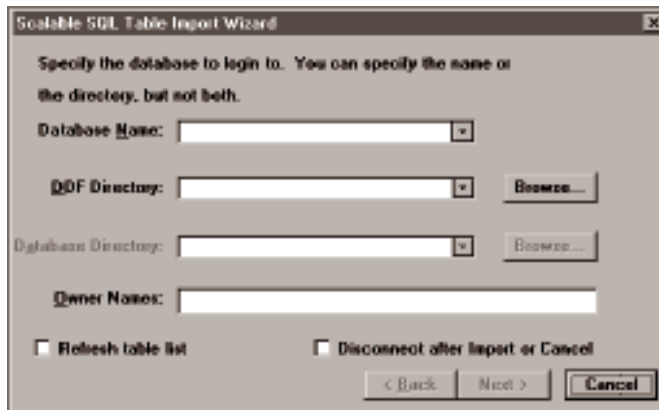 Scalable SQL Table Import Wizard
Specify the database to login to. You can specify the name or
the directory, but not both.
Database Name:
DDF Directory:
Browse...
Database Directory:
Browse...
Owner Names:
Refresh table list
Disconnect after Import or Cancel
< Back
Next >
Cancel